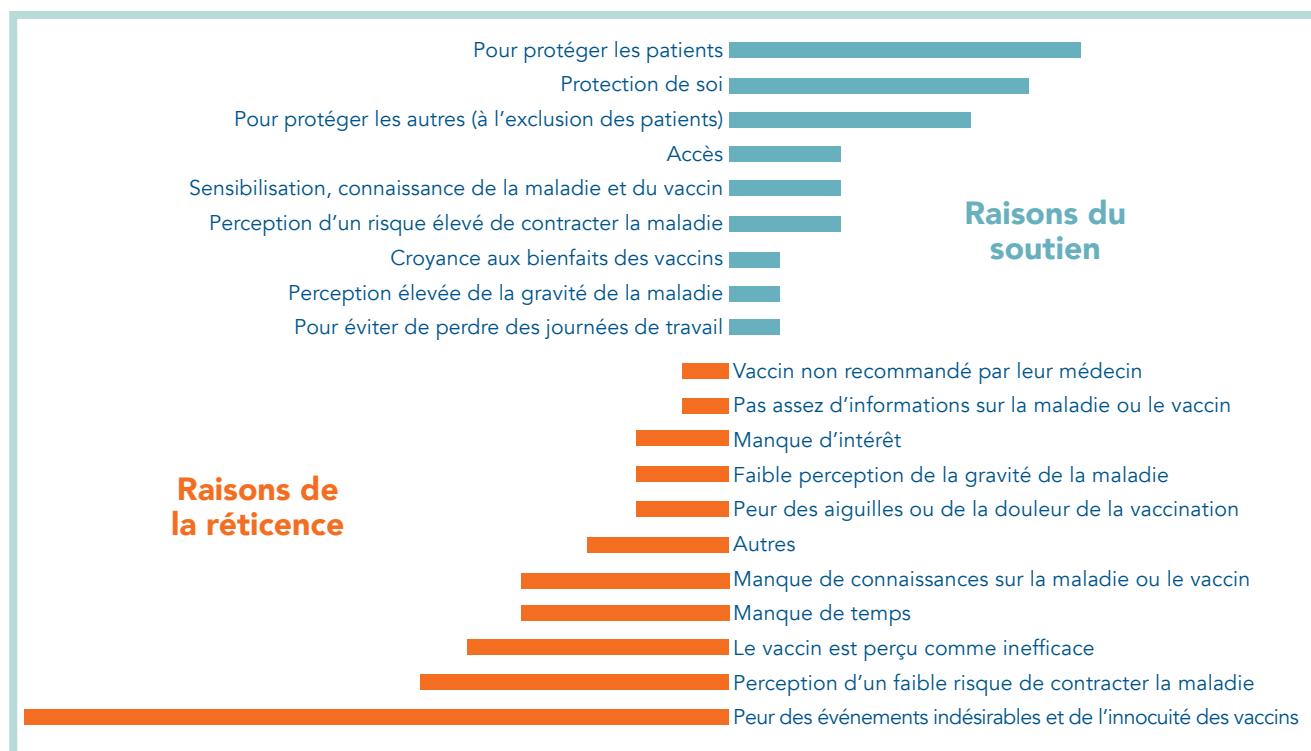 Pour protéger les patients
Protection de soi
Pour protéger les autres (à l’exclusion des patients)
Accès
Sensibilisation, connaissance de la maladie et du vaccin
Perception d’un risque élevé de contracter la maladie
Croyance aux bienfaits des vaccins
Perception élevée de la gravité de la maladie
Pour éviter de perdre des journées de travail
Raisons du
soutien
Vaccin non recommandé par leur médecin
Pas assez d’informations sur la maladie ou le vaccin
Manque d’intérêt
Faible perception de la gravité de la maladie
Peur des aiguilles ou de la douleur de la vaccination
Autres
Manque de connaissances sur la maladie ou le vaccin
Manque de temps
Le vaccin est perçu comme inefficace
Perception d’un faible risque de contracter la maladie
Peur des événements indésirables et de l’innocuité des vaccins
Raisons de
la réticence